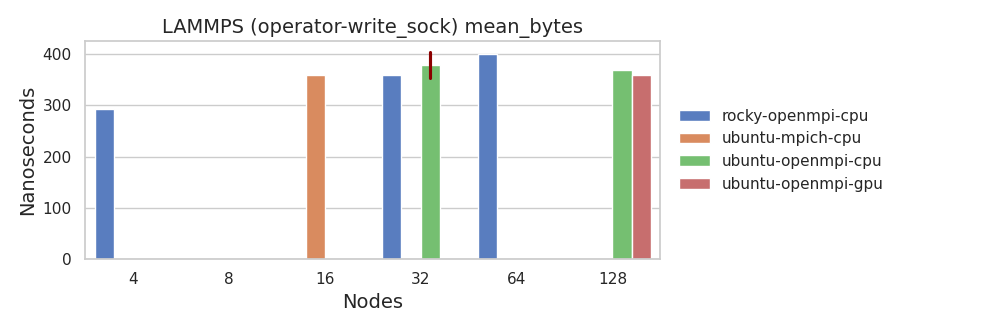 LAMMPS (operator-write_sock) mean_bytes
Nanoseconds
400
300
200
100
0
4 8 16 32 64 128
Nodes
rocky-openmpi-cpu
ubuntu-mpich-cpu
ubuntu-openmpi-cpu
ubuntu-openmpi-gpu